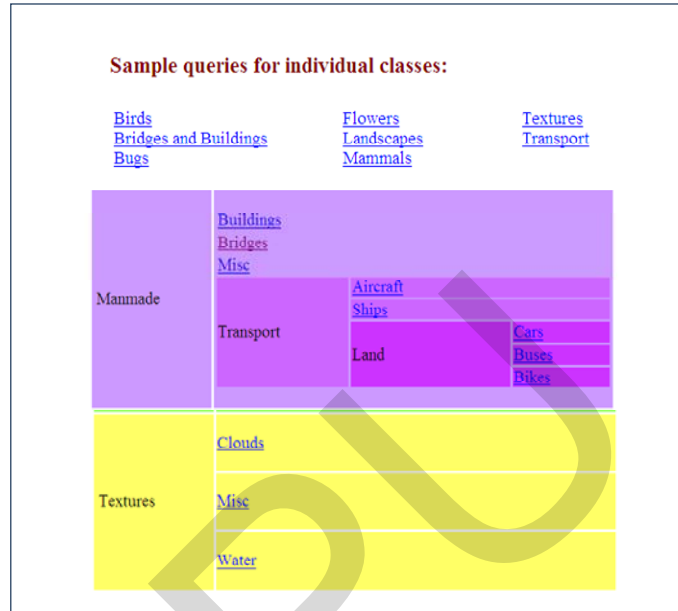 Sample queries for individual classes:
Birds Flowers Textures
Bridges and Buildings Landscapes Transport
Bugs Mammals
Manmade
Buildings
Bridges
Misc
Transport
Aircraft
Ships
Land
Cars
Buses
Bikes
Textures
Clouds
Misc
Water